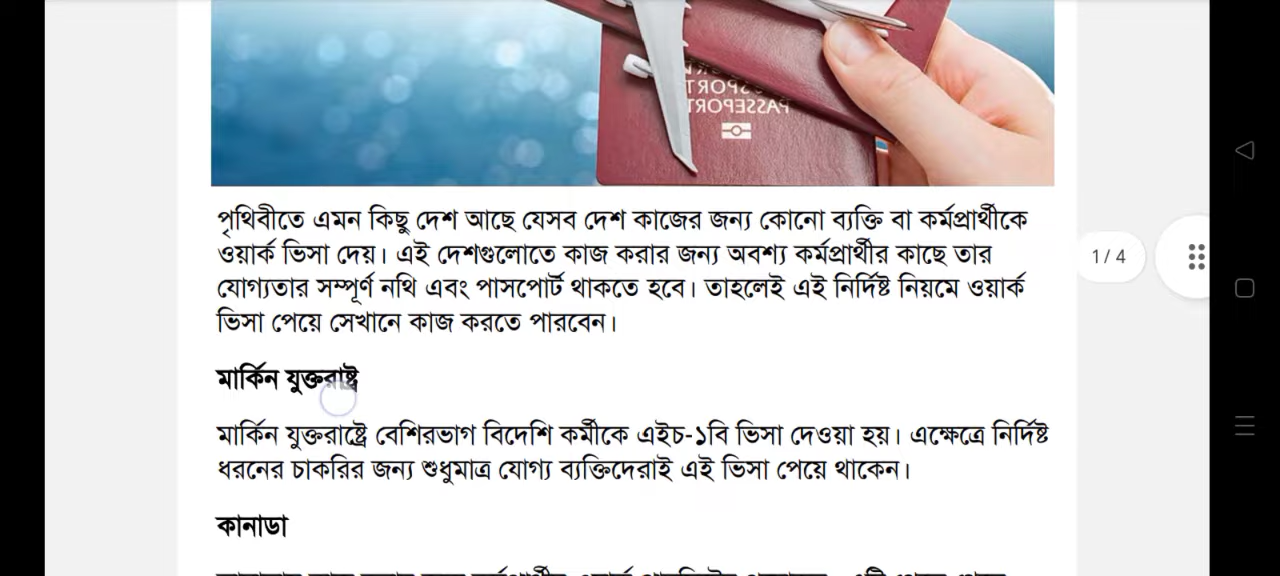 PASSEPORT
পৃথিবীতে এমন কিছু দেশ আছে যেসব দেশ কাজের জন্য কোনো ব্যক্তি বা কর্মপ্রার্থীকে
ওয়ার্ক ভিসা দেয়। এই দেশগুলোতে কাজ করার জন্য অবশ্য কর্মপ্রার্থীর কাছে তার
যোগ্যতার সম্পূর্ণ নথি এবং পাসপোর্ট থাকতে হবে। তাহলেই এই নির্দিষ্ট নিয়মে ওয়ার্ক
ভিসা পেয়ে সেখানে কাজ করতে পারবেন।
1/4
মার্কিন যুক্তরাষ্ট্র
মার্কিন যুক্তরাষ্ট্রে বেশিরভাগ বিদেশি কর্মীকে এইচ-১বি ভিসা দেওয়া হয়। এক্ষেত্রে নির্দিষ্ট
ধরনের চাকরির জন্য শুধুমাত্র যোগ্য ব্যক্তিদেরাই এই ভিসা পেয়ে থাকেন।
কানাডা